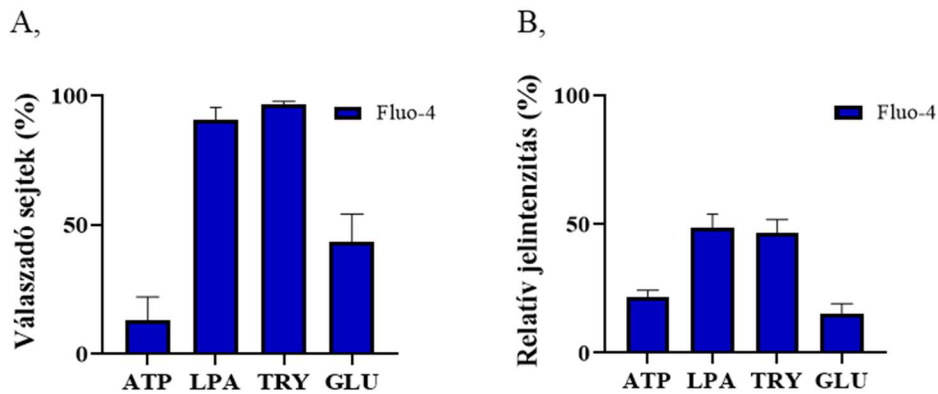 A,
Válaszadó sejtek (%)
100
50
0
Fluo-4
ATP LPA TRY GLU
B,
Relatív jelintenzitás (%)
100
50
0
Fluo-4
ATP LPA TRY GLU